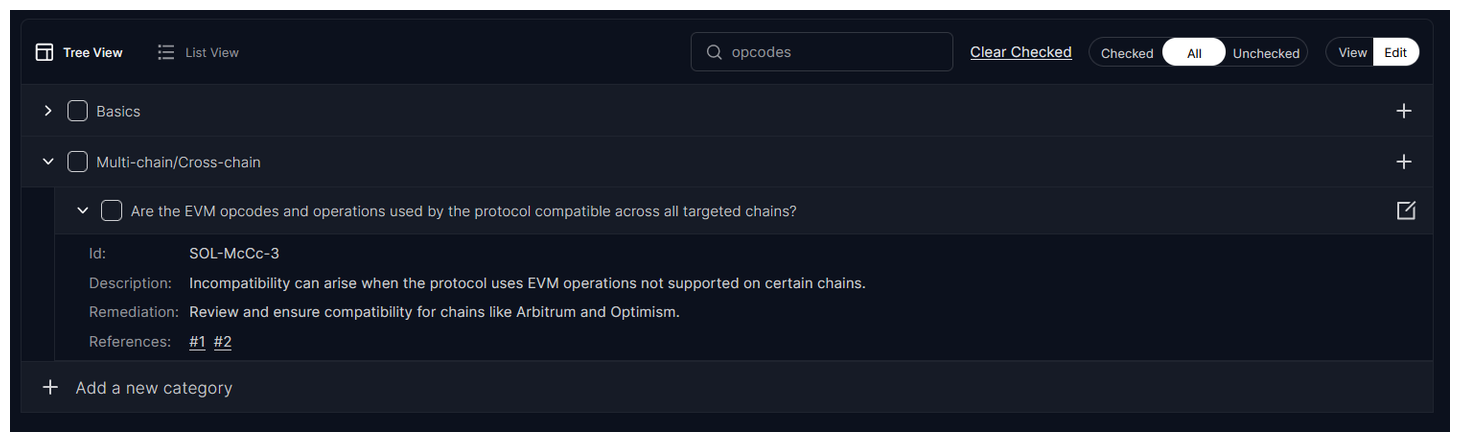 Tree View List View opcodes Clear Checked Checked All Unchecked View Edit
Basics
Multi-chain/Cross-chain
Are the EVM opcodes and operations used by the protocol compatible across all targeted chains?
Id: SOL-McCc-3
Description: Incompatibility can arise when the protocol uses EVM operations not supported on certain chains.
Remediation: Review and ensure compatibility for chains like Arbitrum and Optimism.
References: #1 #2
Add a new category